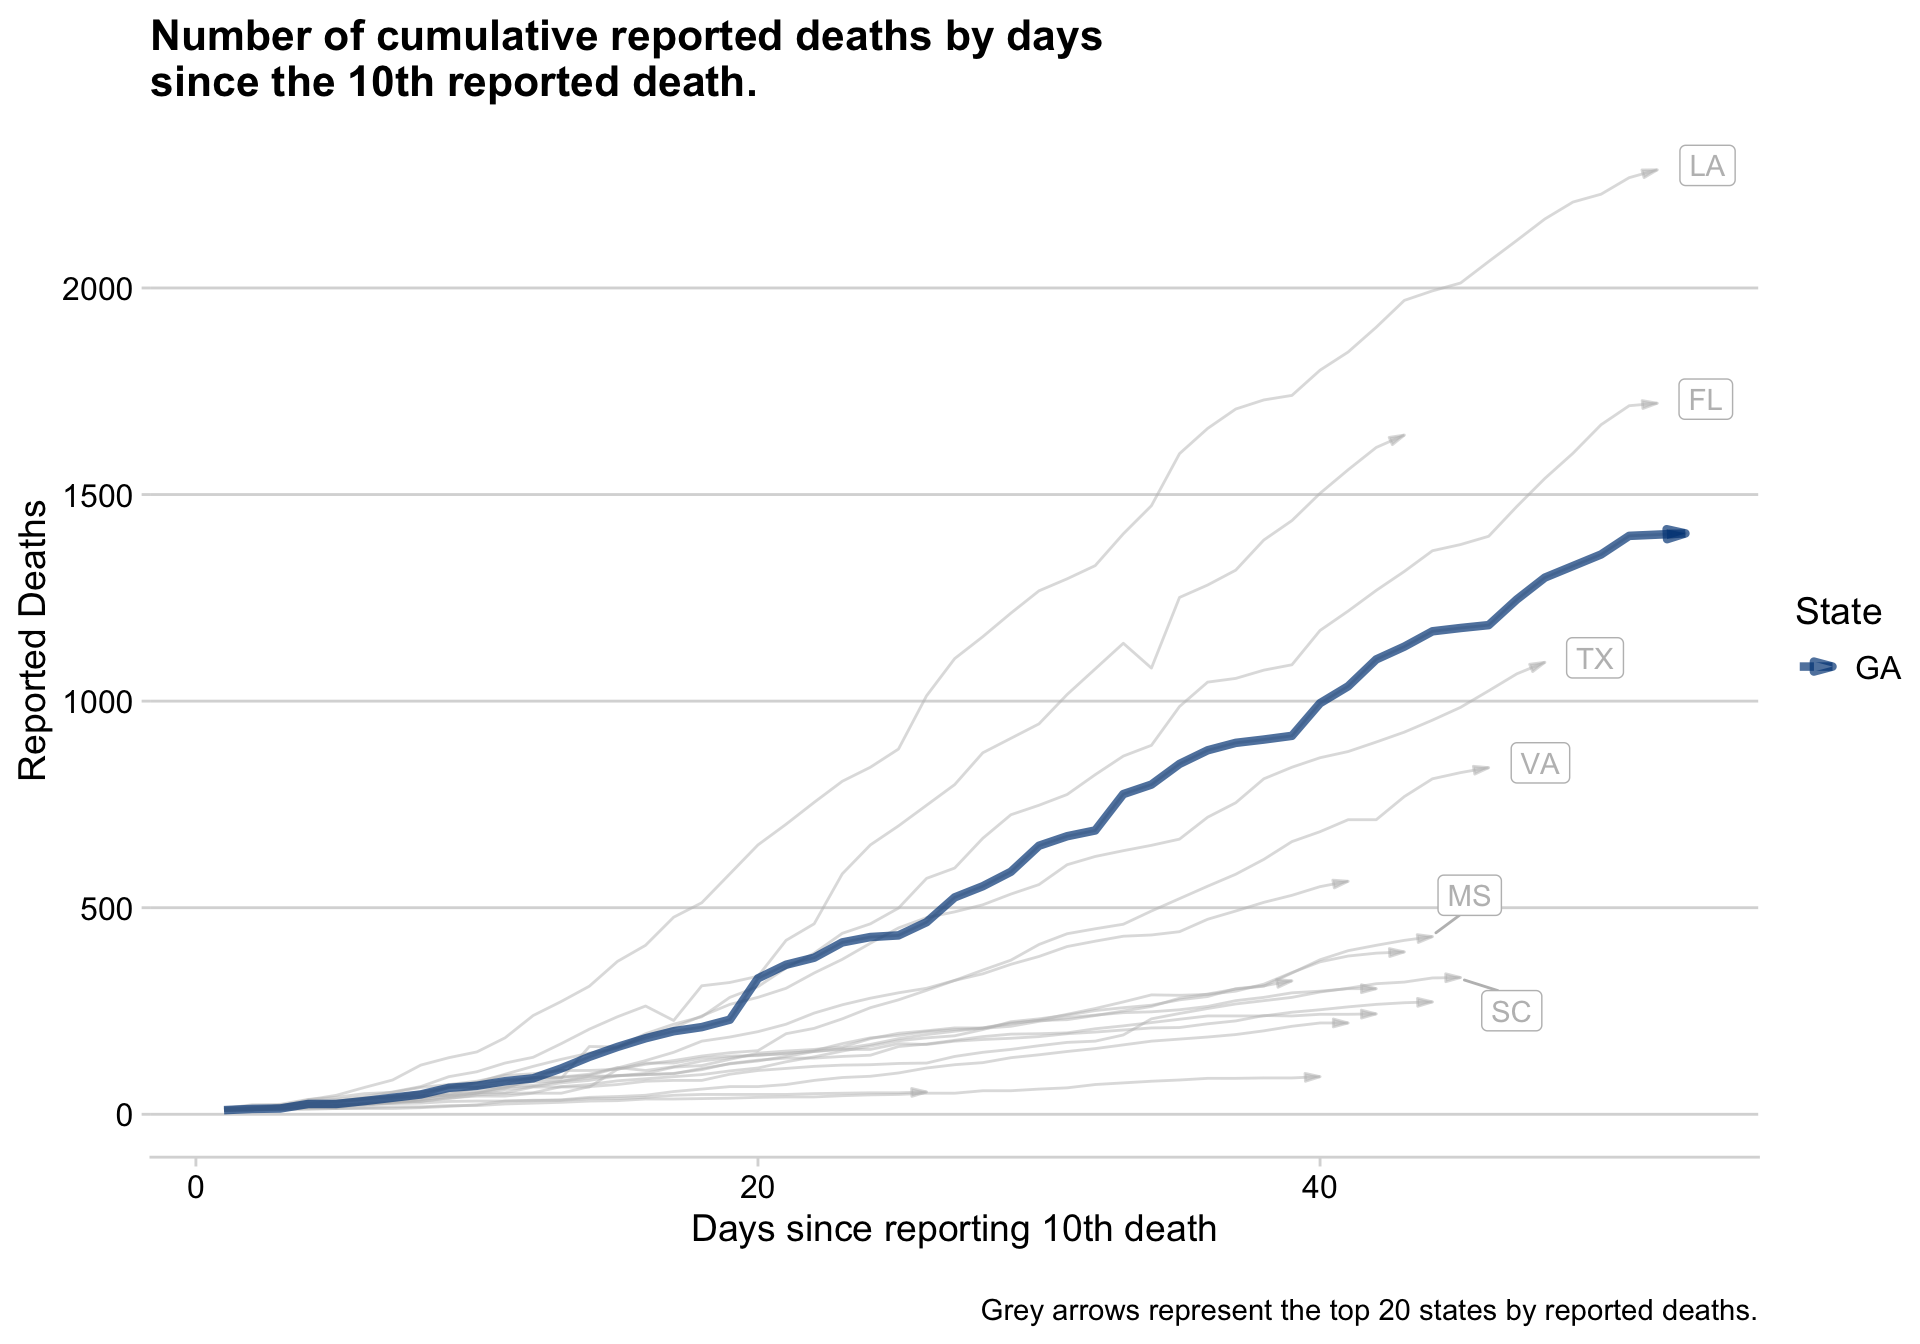 Number of cumulative reported deaths by days
since the 10th reported death.
LA
FL
TX
VA
MS
SC
2000
1500
1000
500
0
Reported Deaths
0 20 40
Days since reporting 10th death
State
GA
Grey arrows represent the top 20 states by reported deaths.